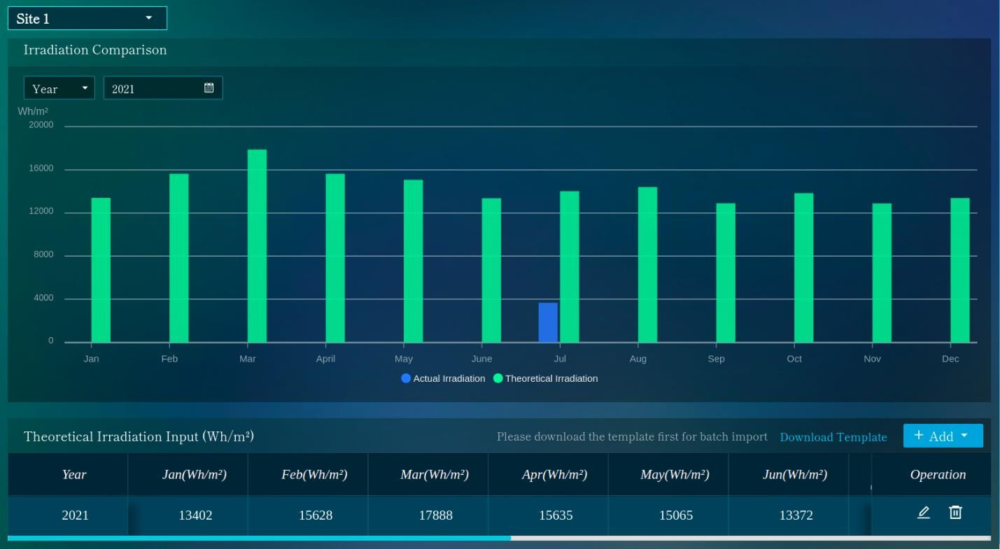 Site 1
Irradiation Comparison
Year 2021
Wh/m²
20000
16000
12000
8000
4000
0
Jan Feb Mar April May June Jul Aug Sep Oct Nov Dec
Actual Irradiation Theoretical Irradiation
Theoretical Irradiation Input (Wh/m²) Please download the template first for batch import Download Template + Add
Year Jan(Wh/m²) Feb(Wh/m²) Mar(Wh/m²) Apr(Wh/m²) May(Wh/m²) Jun(Wh/m²) Operation
2021 13402 15628 17888 15635 15065 13372